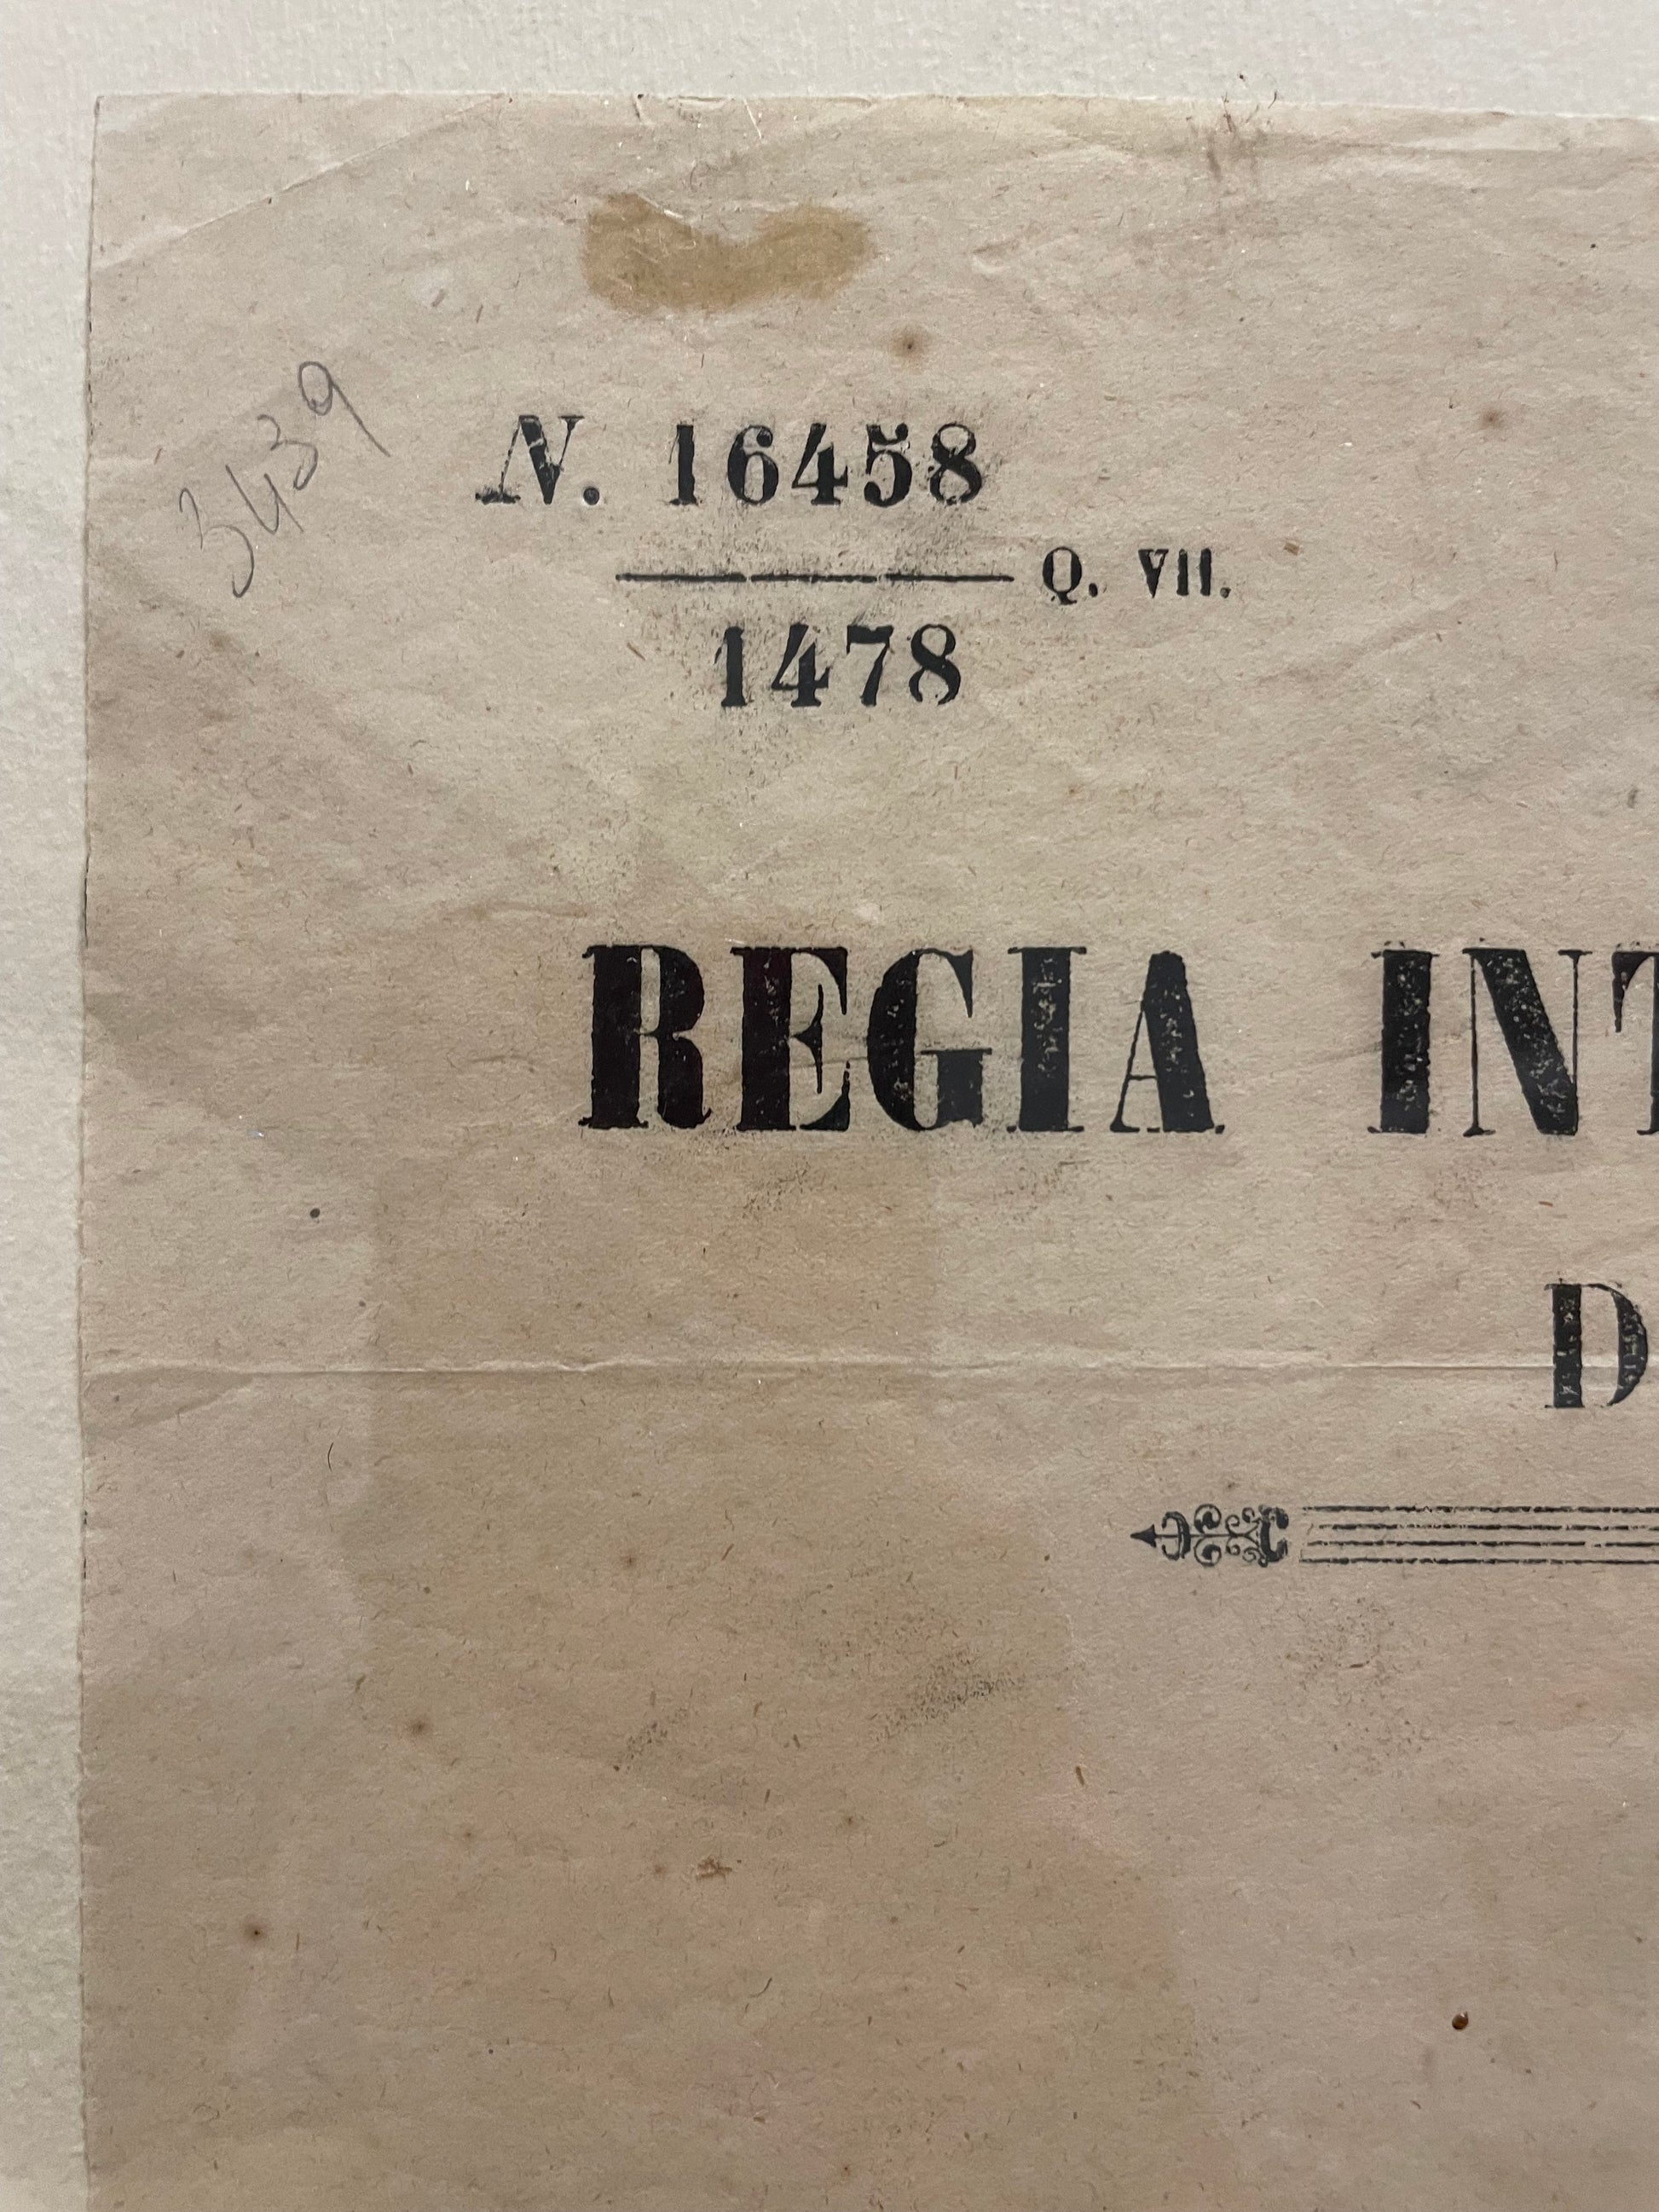 3439
N. 16458
Q. VII.
1478
REGIA INT
D